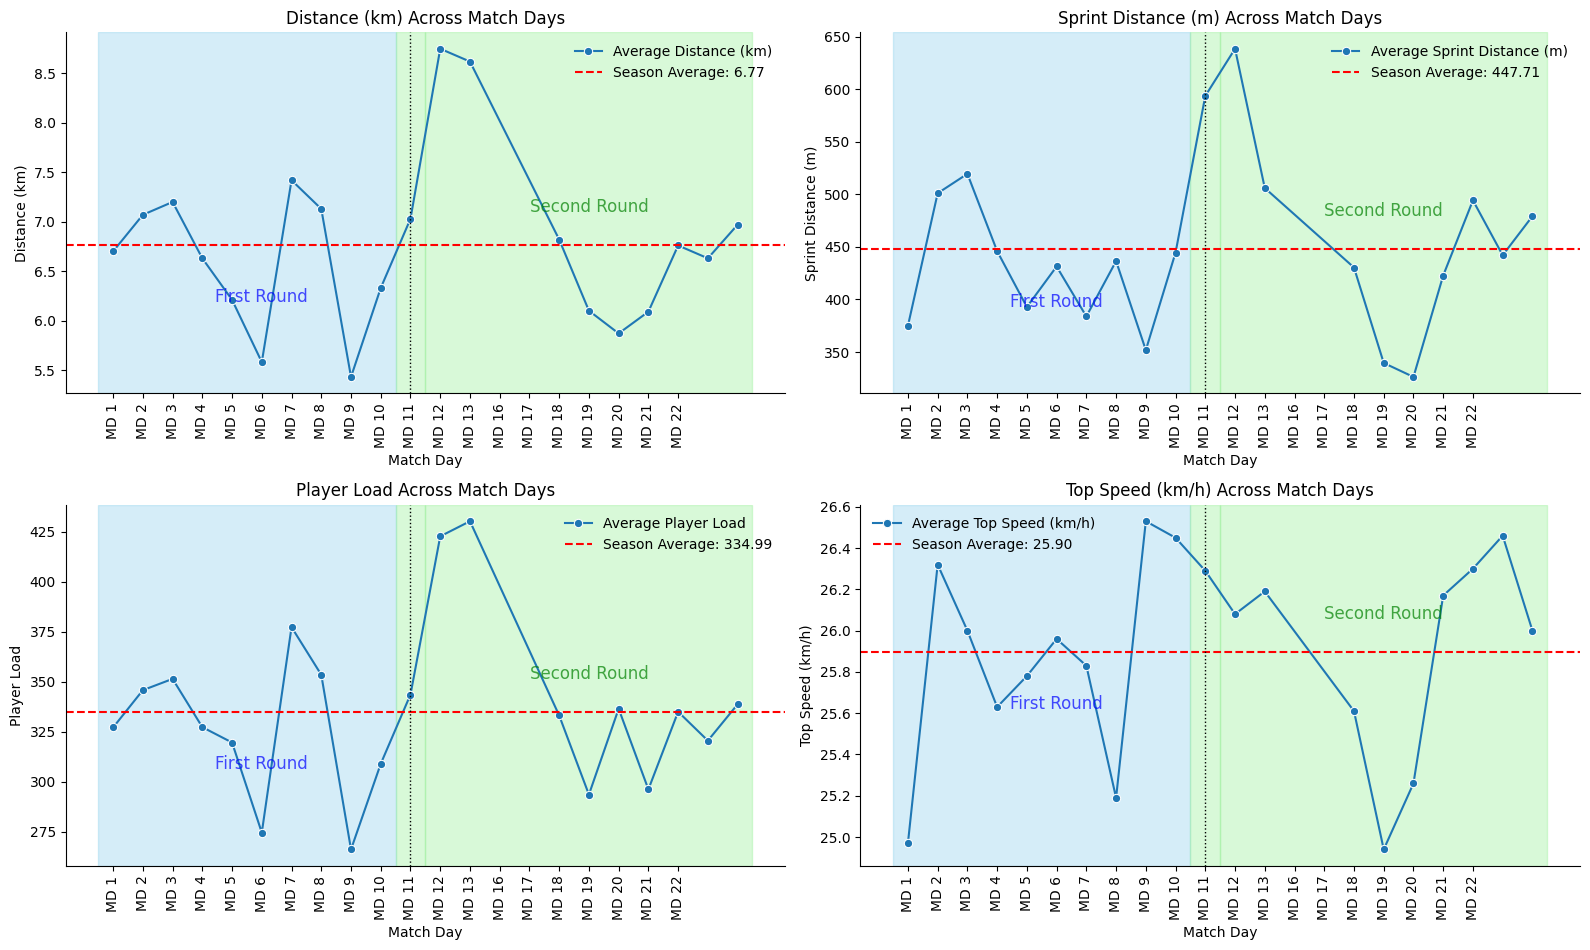 Distance (km) Across Match Days
Average Distance (km)
Season Average: 6.77
8.5
8.0
7.5
7.0
6.5
6.0
5.5
Distance (km)
First Round
Second Round
MD 1
MD 2
MD 3
MD 4
MD 5
MD 6
MD 7
MD 8
MD 9
MD 10
MD 11
MD 12
MD 13
MD 16
MD 17
MD 18
MD 19
MD 20
MD 21
MD 22
Match Day
Sprint Distance (m) Across Match Days
Average Sprint Distance (m)
Season Average: 447.71
650
600
550
500
450
400
350
Sprint Distance (m)
First Round
Second Round
MD 1
MD 2
MD 3
MD 4
MD 5
MD 6
MD 7
MD 8
MD 9
MD 10
MD 11
MD 12
MD 13
MD 16
MD 17
MD 18
MD 19
MD 20
MD 21
MD 22
Match Day
Player Load Across Match Days
Average Player Load
Season Average: 334.99
425
400
375
350
325
300
275
Player Load
First Round
Second Round
MD 1
MD 2
MD 3
MD 4
MD 5
MD 6
MD 7
MD 8
MD 9
MD 10
MD 11
MD 12
MD 13
MD 16
MD 17
MD 18
MD 19
MD 20
MD 21
MD 22
Match Day
Top Speed (km/h) Across Match Days
Average Top Speed (km/h)
Season Average: 25.90
26.6
26.4
26.2
26.0
25.8
25.6
25.4
25.2
25.0
Top Speed (km/h)
First Round
Second Round
MD 1
MD 2
MD 3
MD 4
MD 5
MD 6
MD 7
MD 8
MD 9
MD 10
MD 11
MD 12
MD 13
MD 16
MD 17
MD 18
MD 19
MD 20
MD 21
MD 22
Match Day